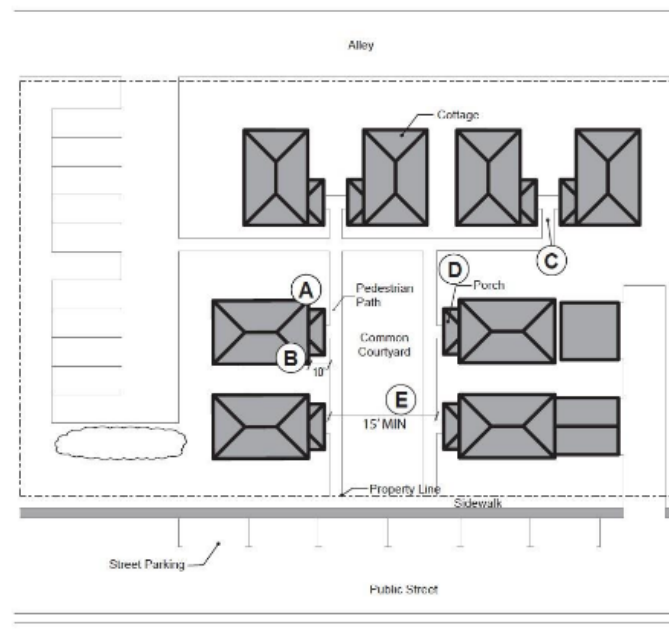 Alley
Cottage
C
A
D
Porch
Pedestrian
Path
Common
Courtyard
B
10'
E
15' MIN
Property Line
Sidewalk
Street Parking
Public Street